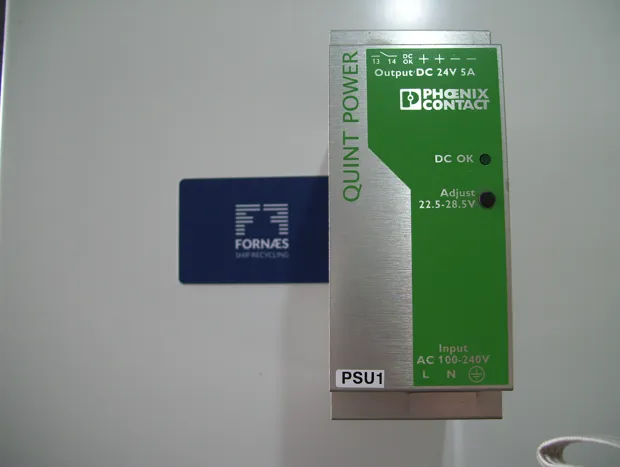 13 14 DC OK + + − −
Output DC 24V 5A
PHŒNIX
CONTACT
QUINT POWER
DC OK
Adjust
22.5-28.5V
FORNÆS
SHIP RECYCLING
Input
AC 100-240V
L N
PSU1